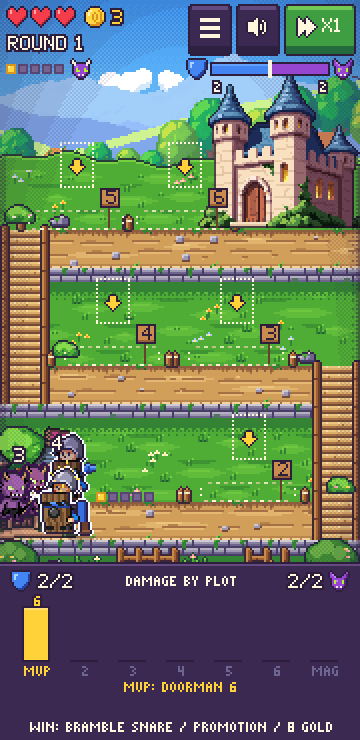 3
X1
ROUND 1
2 2
5 6
4 3
4
3
2
2/2 DAMAGE BY PLOT 2/2
6
MVP 2 3 4 5 6 MAG
MVP: DOORMAN 6
WIN: BRAMBLE SNARE / PROMOTION / 8 GOLD